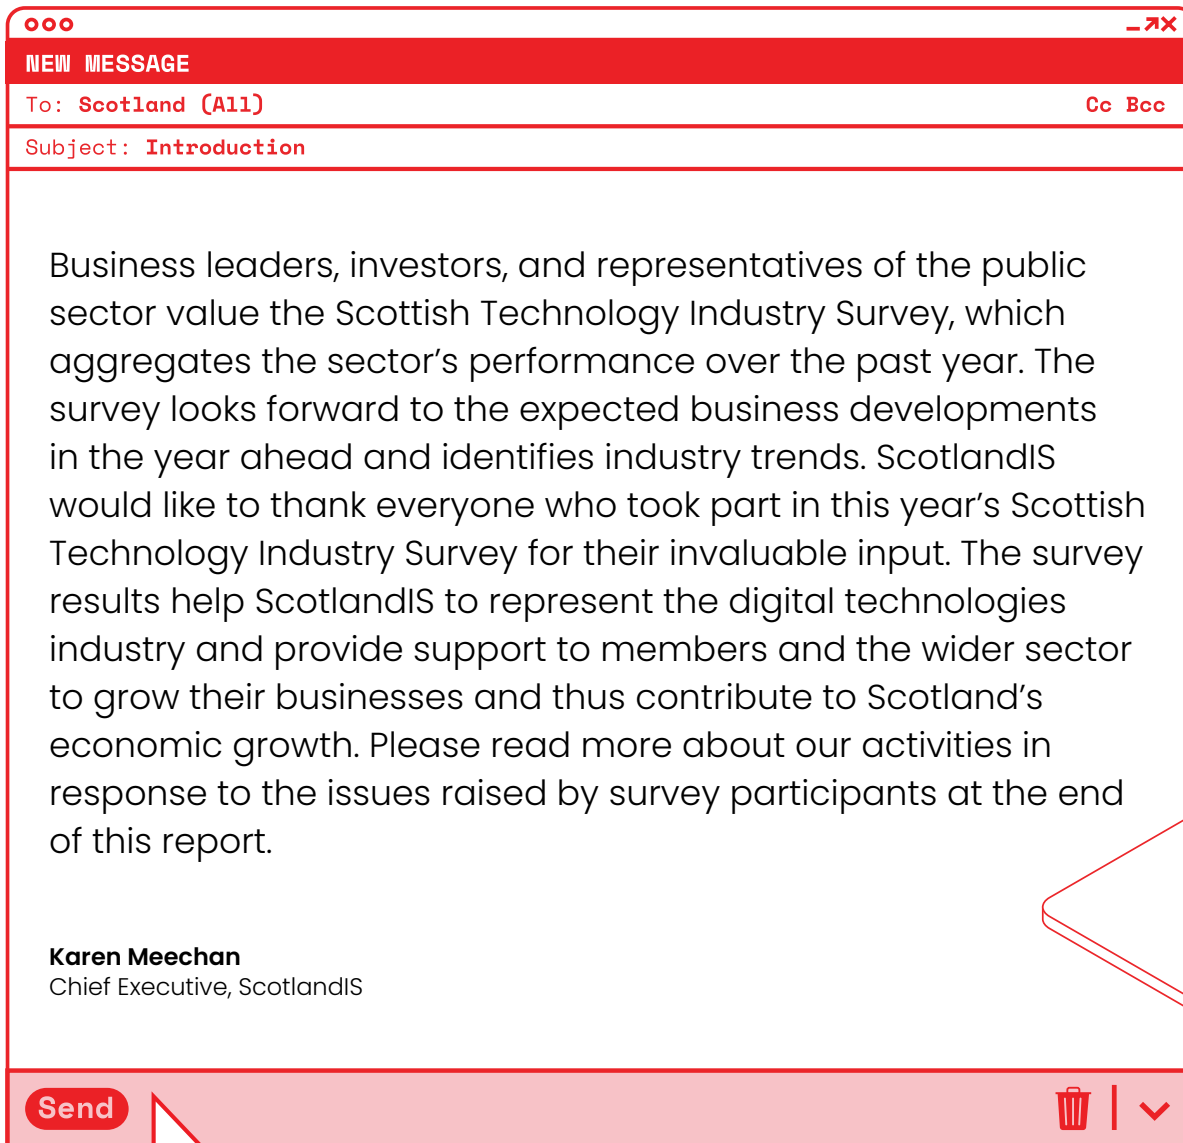 NEW MESSAGE
To: Scotland (All) Cc Bcc
Subject: Introduction
Business leaders, investors, and representatives of the public
sector value the Scottish Technology Industry Survey, which
aggregates the sector’s performance over the past year. The
survey looks forward to the expected business developments
in the year ahead and identifies industry trends. ScotlandIS
would like to thank everyone who took part in this year’s Scottish
Technology Industry Survey for their invaluable input. The survey
results help ScotlandIS to represent the digital technologies
industry and provide support to members and the wider sector
to grow their businesses and thus contribute to Scotland’s
economic growth. Please read more about our activities in
response to the issues raised by survey participants at the end
of this report.
Karen Meechan
Chief Executive, ScotlandIS
Send